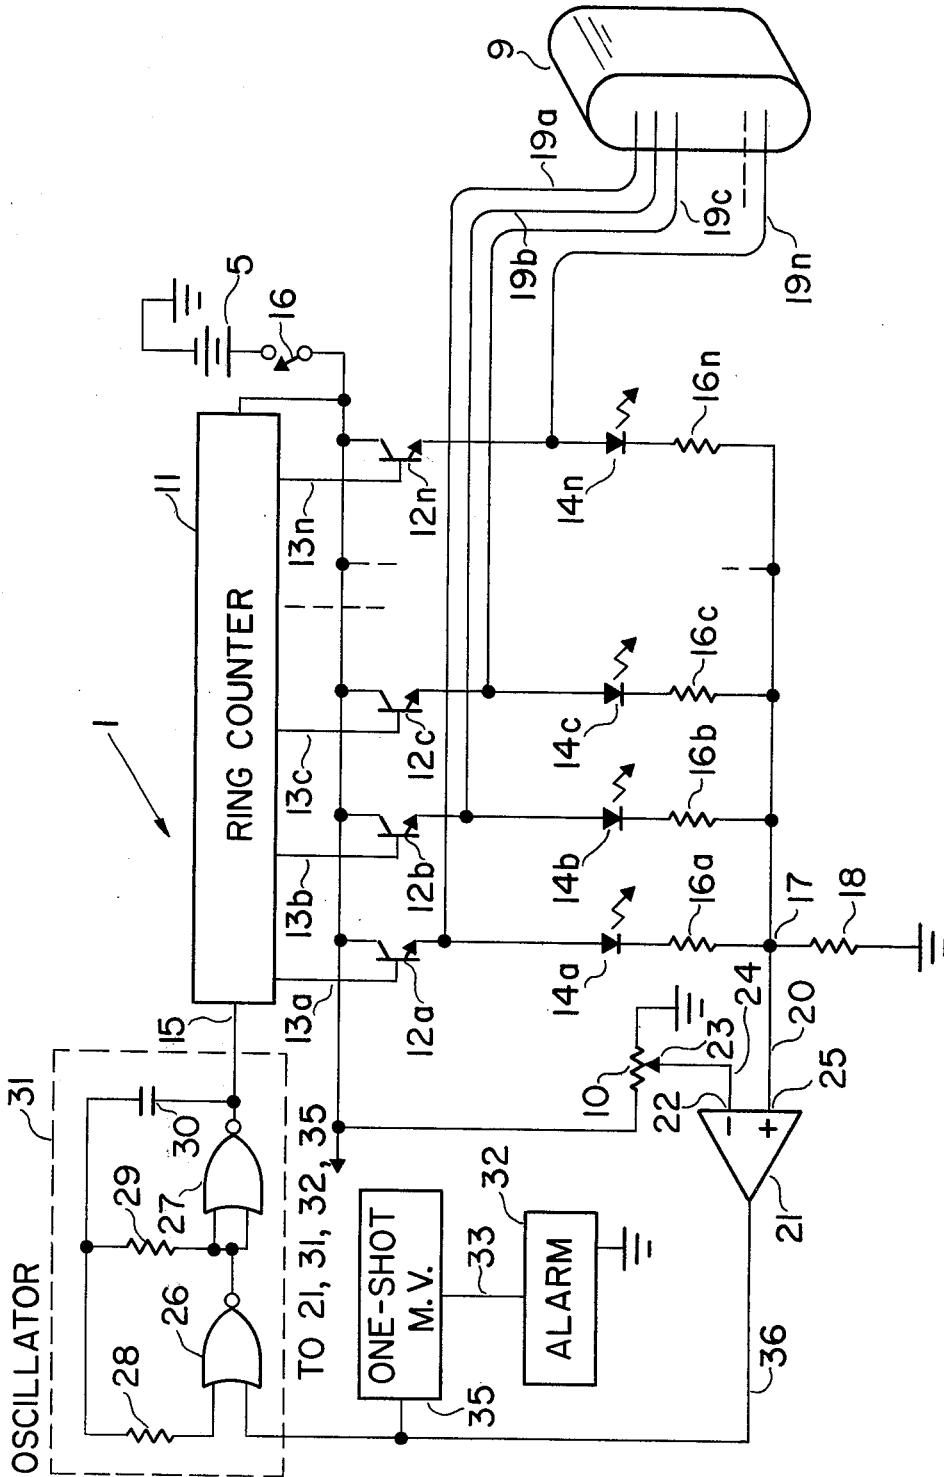 OSCILLATOR
31
28
26
29
27
30
15
1
11
RING COUNTER
5
16
9
19a
19b
19c
19n
13a
13b
13c
13n
12a
12b
12c
12n
TO 21, 31, 32, 35
ONE-SHOT
M.V.
35
33
32
ALARM
10
23
24
22
20
25
21
36
14a
14b
14c
14n
16a
16b
16c
16n
17
18
−
+